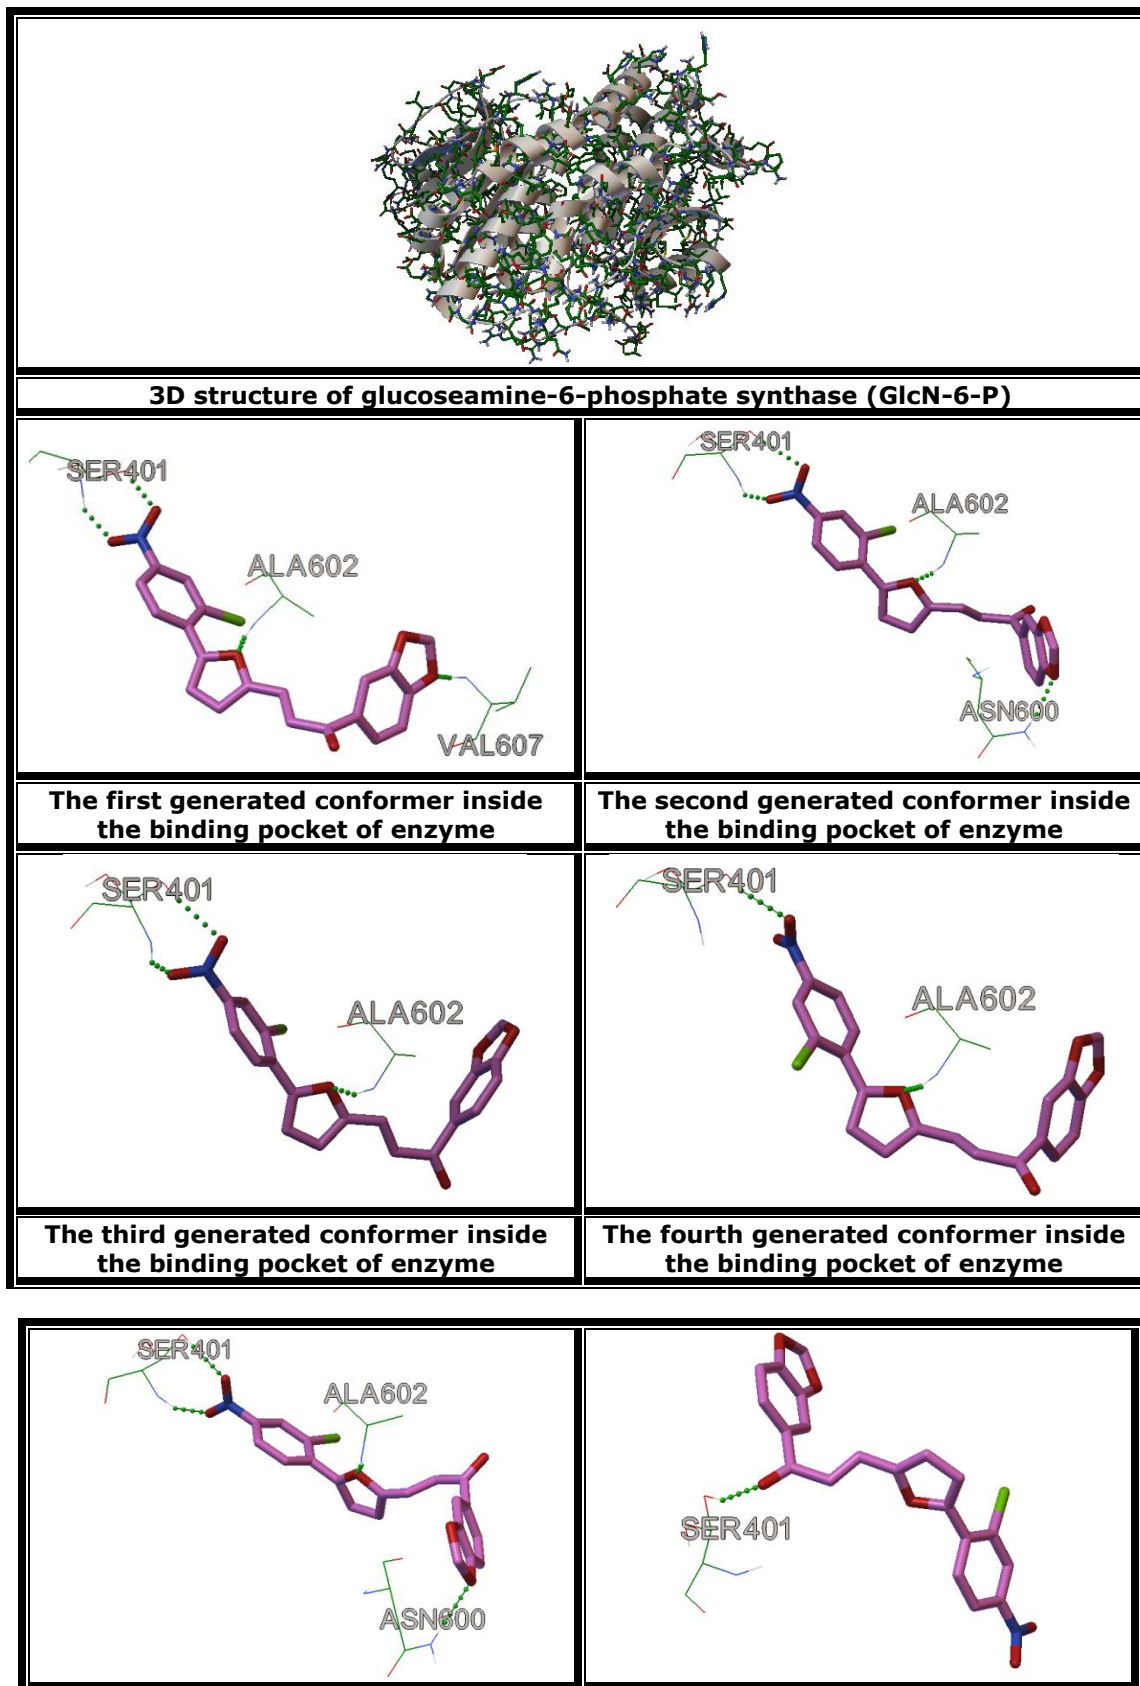 3D structure of glucoseamine-6-phosphate synthase (GlcN-6-P)
SER401
ALA602
VAL607
SER401
ALA602
ASN600
The first generated conformer inside
the binding pocket of enzyme
The second generated conformer inside
the binding pocket of enzyme
SER401
ALA602
SER401
ALA602
The third generated conformer inside
the binding pocket of enzyme
The fourth generated conformer inside
the binding pocket of enzyme
SER401
ALA602
ASN600
SER401